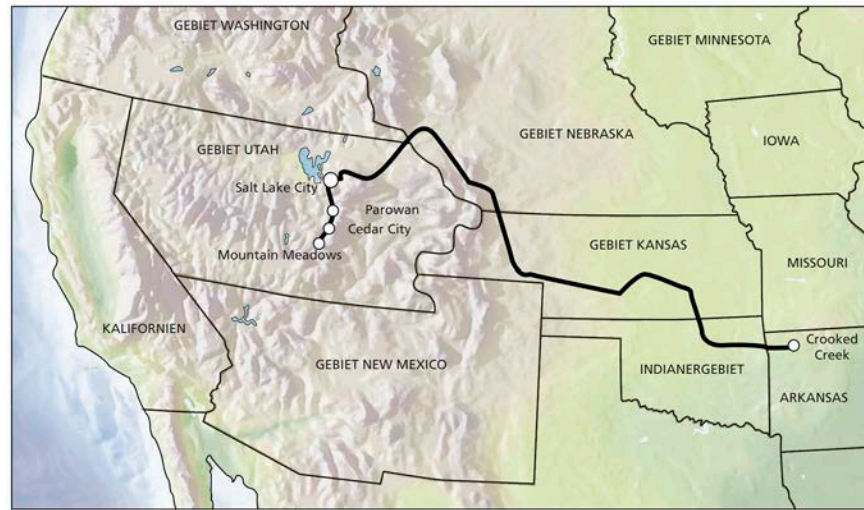 GEBIET WASHINGTON
GEBIET MINNESOTA
GEBIET NEBRASKA
IOWA
GEBIET UTAH
Salt Lake City
Parowan
Cedar City
Mountain Meadows
GEBIET KANSAS
MISSOURI
KALIFORNIEN
GEBIET NEW MEXICO
INDIANERGEBIET
Crooked
Creek
ARKANSAS